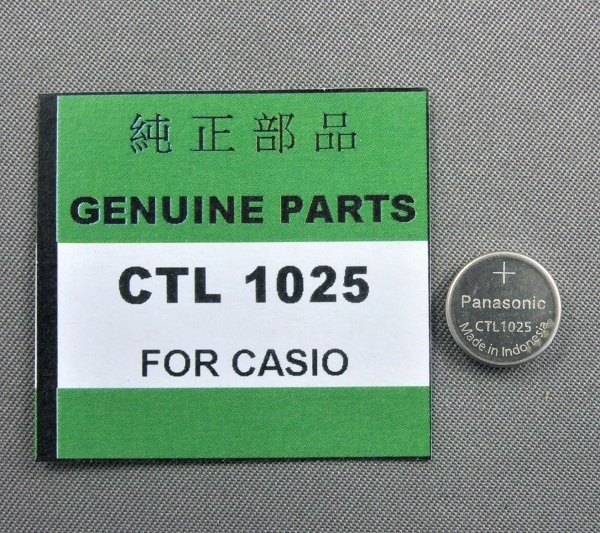 純正部品
GENUINE PARTS
CTL 1025
FOR CASIO
+
Panasonic
CTL1025
Made in Indonesia